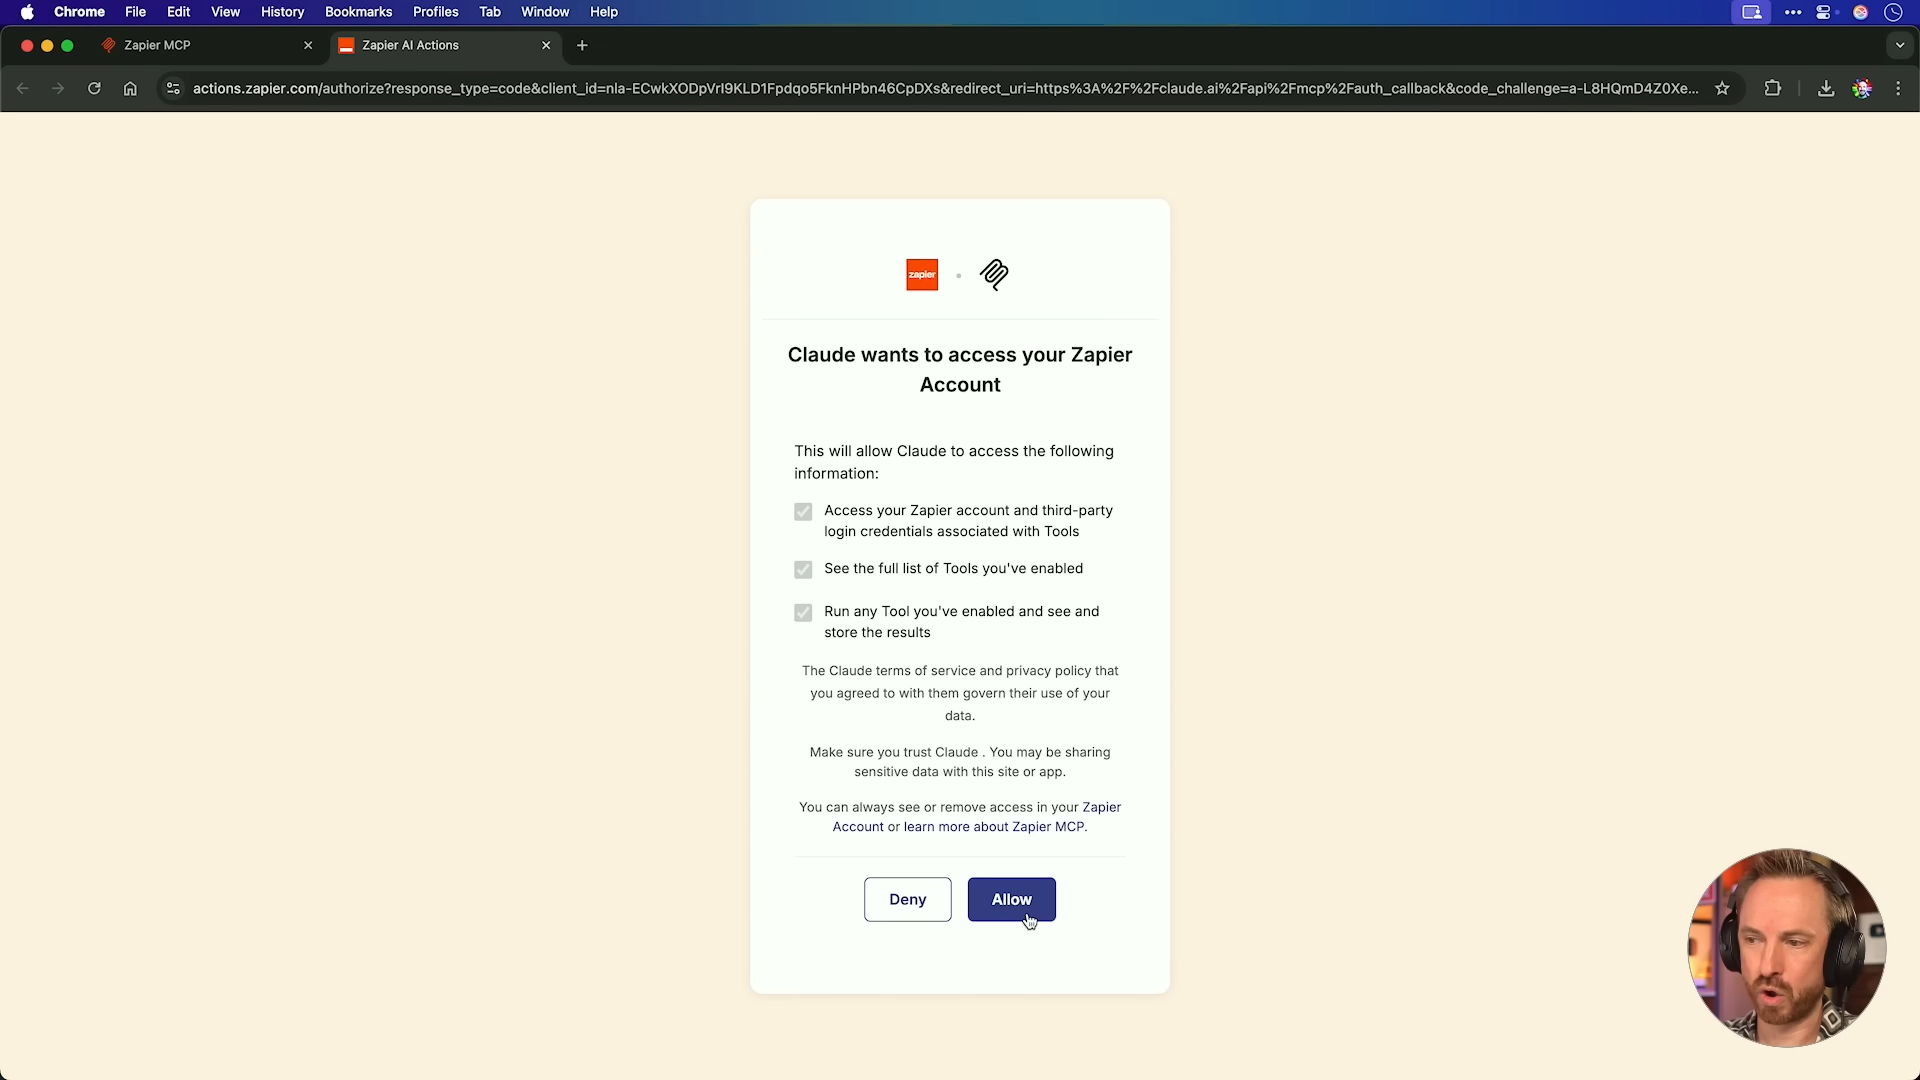 Chrome File Edit View History Bookmarks Profiles Tab Window Help
Zapier MCP
Zapier AI Actions
actions.zapier.com/authorize?response_type=code&client_id=nla-ECwkXODpVrI9KLD1Fpdqo5FknHPbn46CpDXs&redirect_uri=https%3A%2F%2Fclaude.ai%2Fapi%2Fmcp%2Fauth_callback&code_challenge=a-L8HQmD4Z0Xe...
zapier
Claude wants to access your Zapier
Account
This will allow Claude to access the following
information:
Access your Zapier account and third-party
login credentials associated with Tools
See the full list of Tools you've enabled
Run any Tool you've enabled and see and
store the results
The Claude terms of service and privacy policy that
you agreed to with them govern their use of your
data.
Make sure you trust Claude . You may be sharing
sensitive data with this site or app.
You can always see or remove access in your Zapier
Account or learn more about Zapier MCP.
Deny
Allow